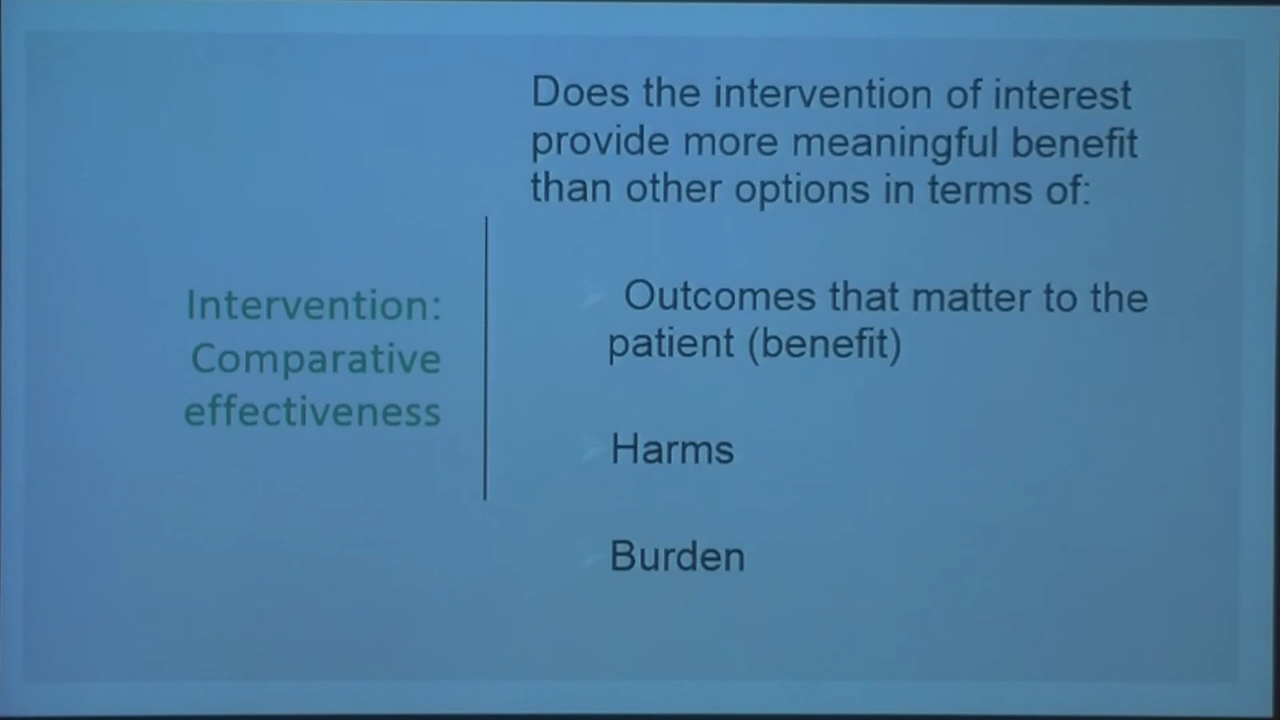 Intervention:
Comparative
effectiveness
Does the intervention of interest
provide more meaningful benefit
than other options in terms of:
Outcomes that matter to the
patient (benefit)
Harms
Burden